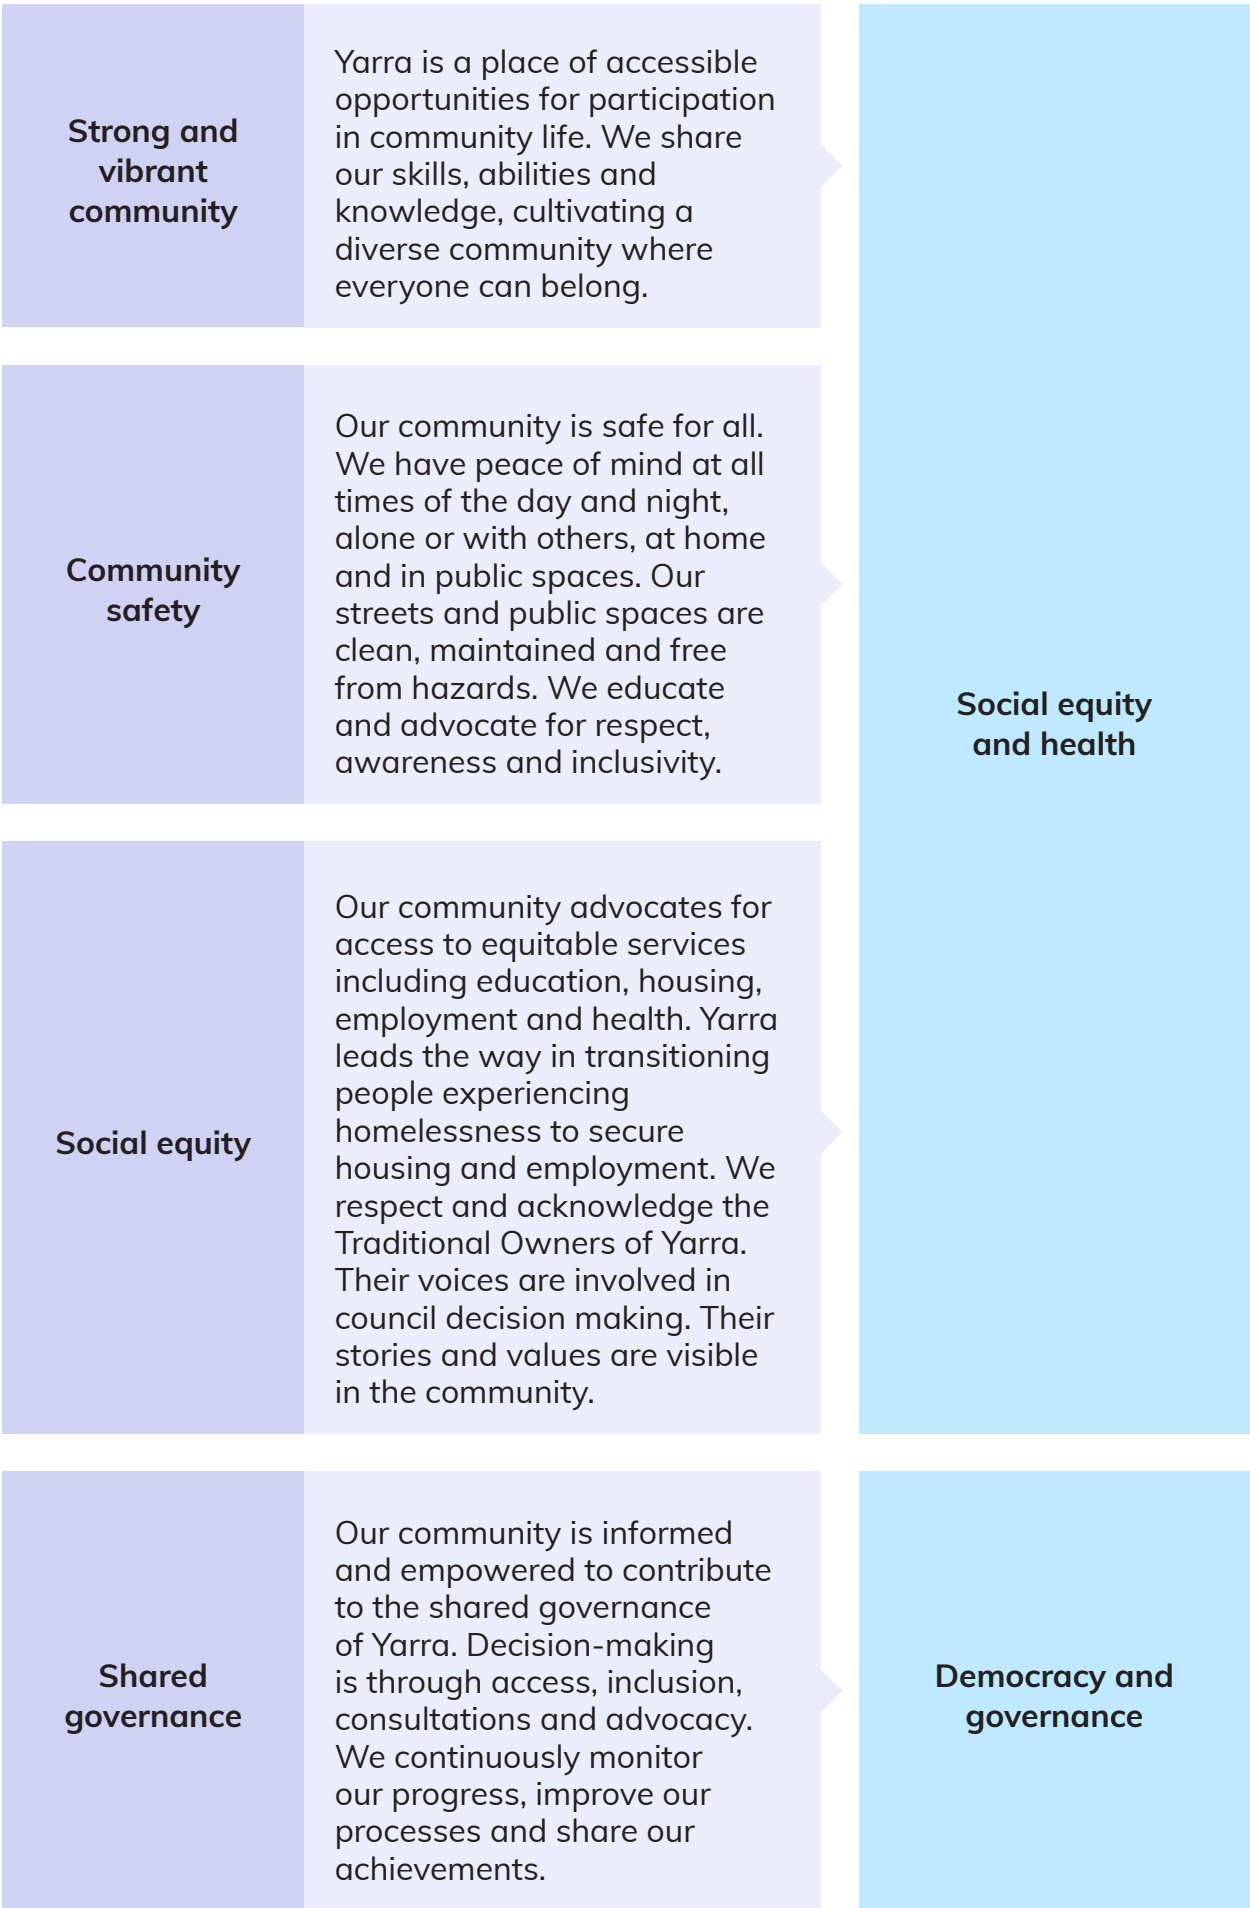 Strong and
vibrant
community
Yarra is a place of accessible
opportunities for participation
in community life. We share
our skills, abilities and
knowledge, cultivating a
diverse community where
everyone can belong.
Community
safety
Our community is safe for all.
We have peace of mind at all
times of the day and night,
alone or with others, at home
and in public spaces. Our
streets and public spaces are
clean, maintained and free
from hazards. We educate
and advocate for respect,
awareness and inclusivity.
Social equity
Our community advocates for
access to equitable services
including education, housing,
employment and health. Yarra
leads the way in transitioning
people experiencing
homelessness to secure
housing and employment. We
respect and acknowledge the
Traditional Owners of Yarra.
Their voices are involved in
council decision making. Their
stories and values are visible
in the community.
Social equity
and health
Shared
governance
Our community is informed
and empowered to contribute
to the shared governance
of Yarra. Decision-making
is through access, inclusion,
consultations and advocacy.
We continuously monitor
our progress, improve our
processes and share our
achievements.
Democracy and
governance